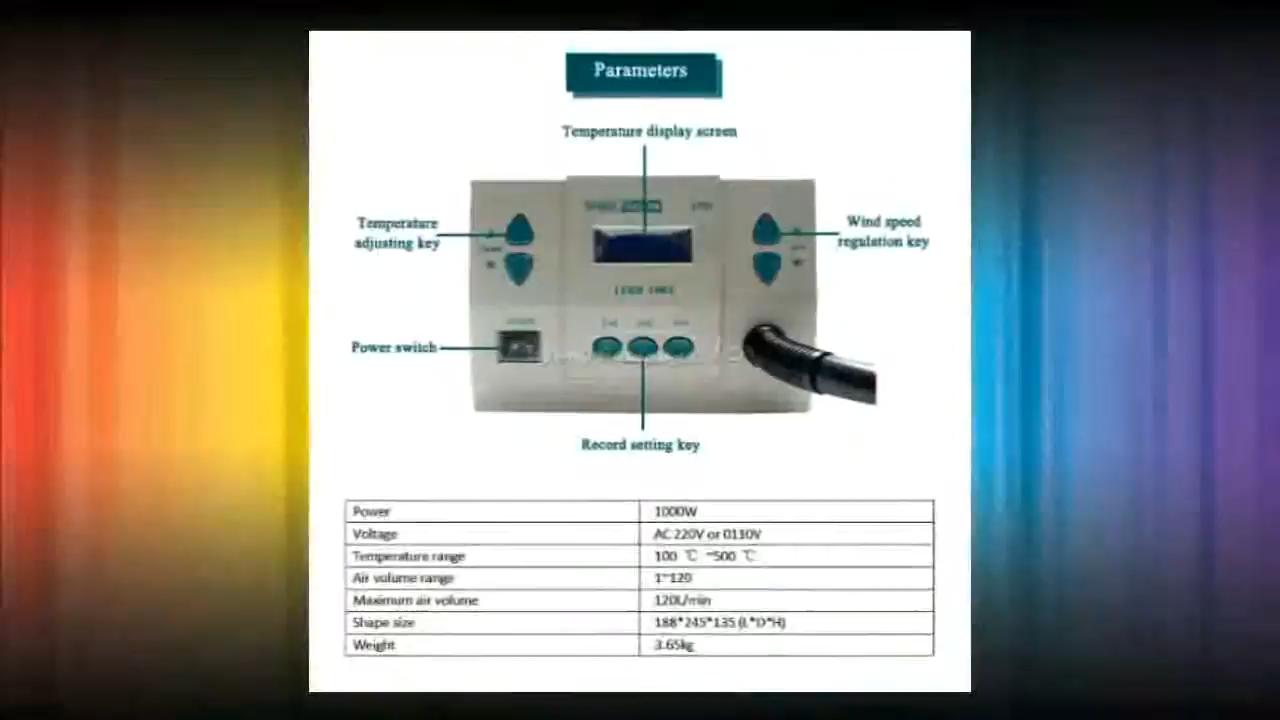 Parameters
Temperature display screen
Temperature
adjusting key
Wind speed
regulation key
Power switch
Record setting key
Power 1000W
Voltage AC 220V or 0110V
Temperature range 100 ℃ ~500 ℃
Air volume range 1~120
Maximum air volume 120L/min
Shape size 188*245*135 (L*D*H)
Weight 3.65kg